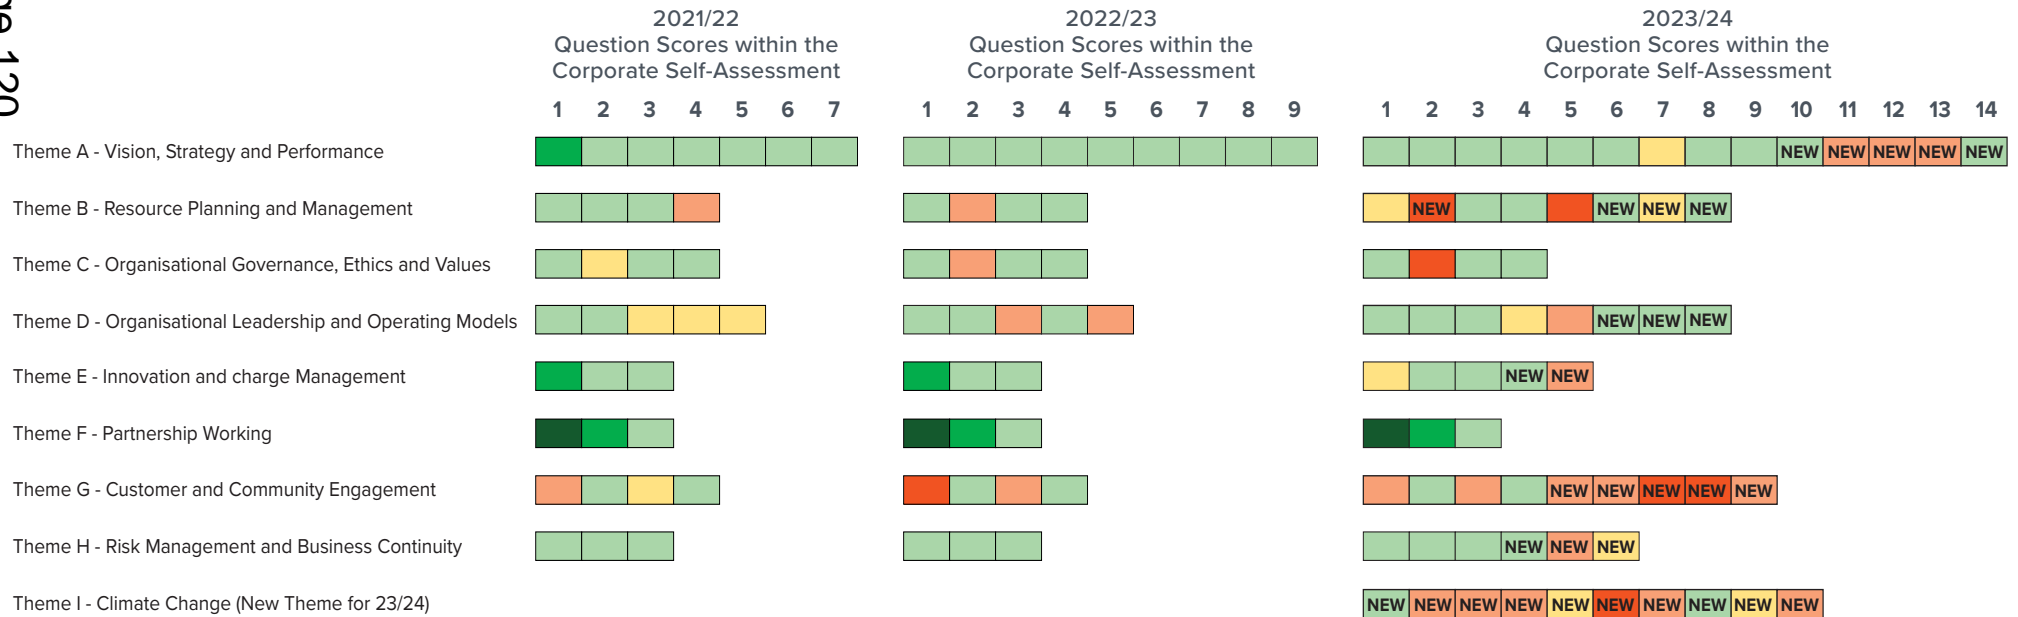 ge 120
2021/22
Question Scores within the
Corporate Self-Assessment
2022/23
Question Scores within the
Corporate Self-Assessment
2023/24
Question Scores within the
Corporate Self-Assessment
1 2 3 4 5 6 7 1 2 3 4 5 6 7 8 9 1 2 3 4 5 6 7 8 9 10 11 12 13 14
Theme A - Vision, Strategy and Performance NEW NEW NEW NEW NEW
Theme B - Resource Planning and Management NEW NEW NEW NEW
Theme C - Organisational Governance, Ethics and Values
Theme D - Organisational Leadership and Operating Models NEW NEW NEW
Theme E - Innovation and charge Management NEW NEW
Theme F - Partnership Working
Theme G - Customer and Community Engagement NEW NEW NEW NEW NEW
Theme H - Risk Management and Business Continuity NEW NEW NEW
Theme I - Climate Change (New Theme for 23/24) NEW NEW NEW NEW NEW NEW NEW NEW NEW NEW